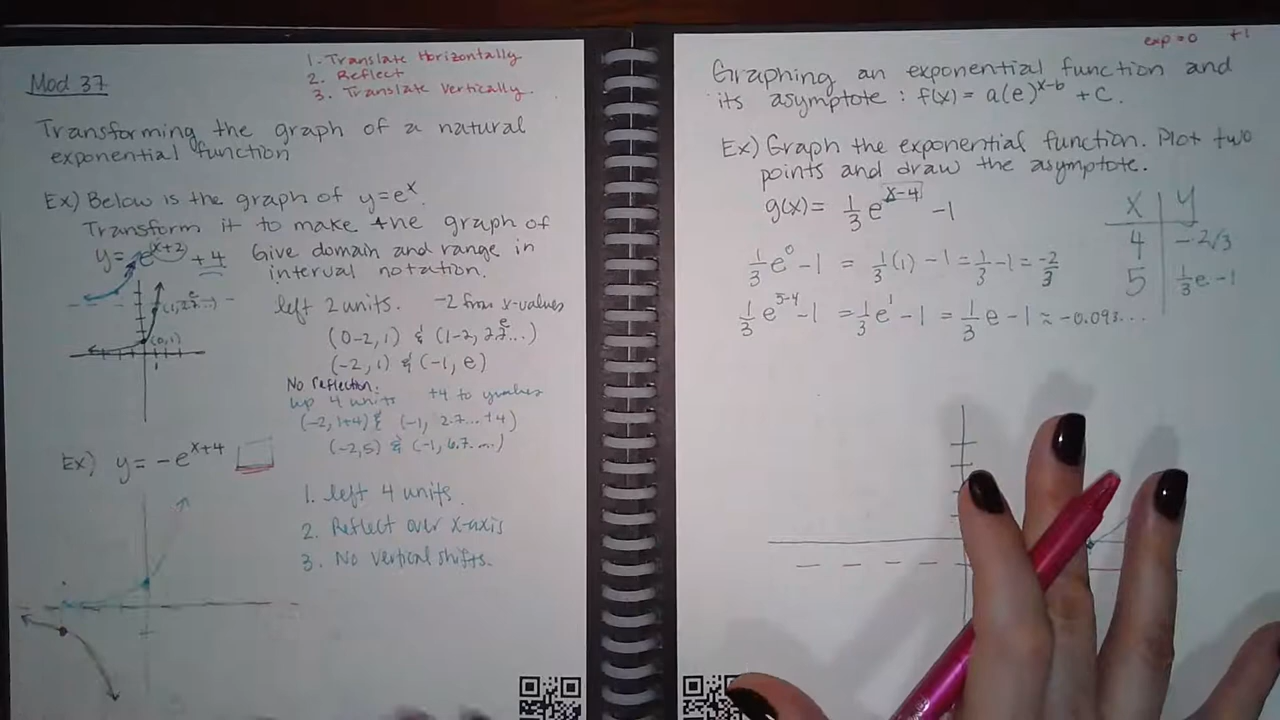 Mod 37
1. Translate Horizontally
2. Reflect
3. Translate Vertically.
Transforming the graph of a natural
exponential function
Ex) Below is the graph of y=eˣ.
Transform it to make the graph of
y= e^(x+2) + 4 Give domain and range in
interval notation.
left 2 units. -2 from x-values
(0-2, 1) & (1-2, 2.7...)
(-2, 1) & (-1, e)
(0,1)
No reflection.
up 4 units +4 to y values
(-2, 1+4) & (-1, 2.7...+4)
(-2,5) & (-1, 6.7...)
Ex) y= -e^(x+4)
1. left 4 units.
2. Reflect over x-axis
3. No vertical shifts.
exp=0 +1
Graphing an exponential function and
its asymptote : f(x) = a(e)^(x-b) + C.
Ex) Graph the exponential function. Plot two
points and draw the asymptote.
g(x) = 1/3 e^(x-4) -1
x y
4 -2/3
5 1/3 e -1
1/3 e^0 -1 = 1/3 (1) -1 = 1/3 -1 = -2/3
1/3 e^(5-4) -1 = 1/3 e^1 -1 = 1/3 e -1 ≈ -0.093...